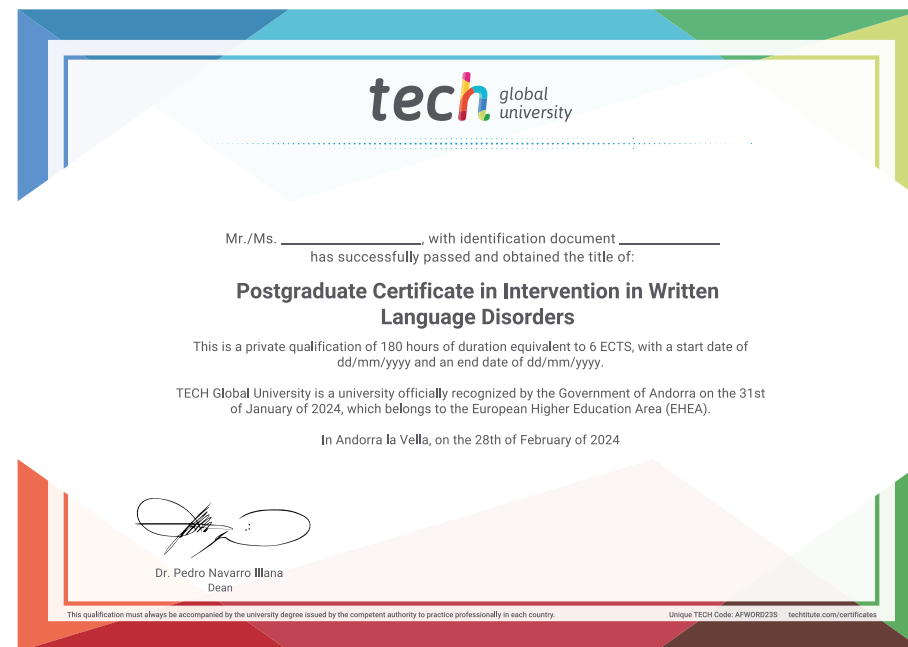 tech global university
Mr./Ms. ____________________, with identification document ______________
has successfully passed and obtained the title of:
Postgraduate Certificate in Intervention in Written
Language Disorders
This is a private qualification of 180 hours of duration equivalent to 6 ECTS, with a start date of
dd/mm/yyyy and an end date of dd/mm/yyyy.
TECH Global University is a university officially recognized by the Government of Andorra on the 31st
of January of 2024, which belongs to the European Higher Education Area (EHEA).
In Andorra la Vella, on the 28th of February of 2024
Dr. Pedro Navarro Illana
Dean
This qualification must always be accompanied by the university degree issued by the competent authority to practice professionally in each country. Unique TECH Code: AFWORD23S techtitute.com/certificates